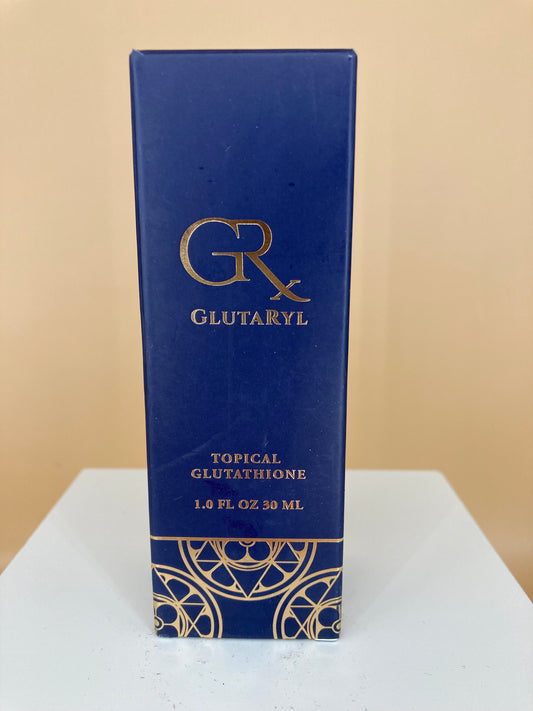 GRx
GLUTARYL
TOPICAL
GLUTATHIONE
1.0 FL OZ 30 ML